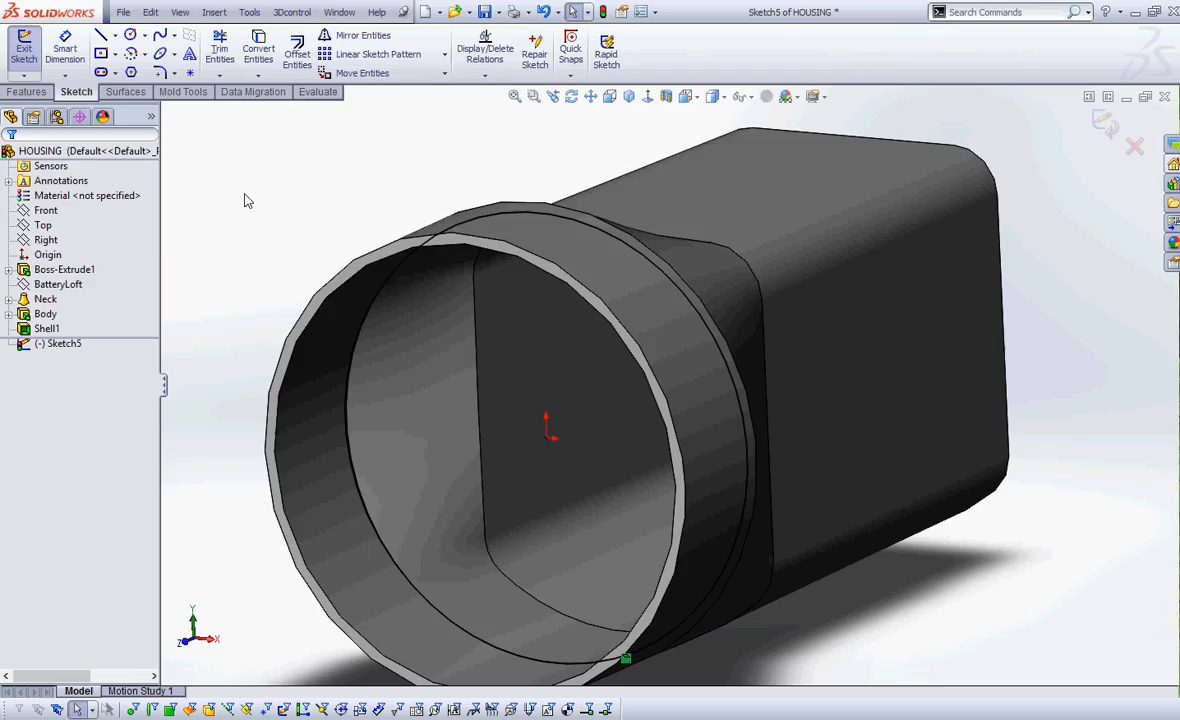 SOLIDWORKS File Edit View Insert Tools 3Dcontrol Window Help Sketch5 of HOUSING * Search Commands ?
Exit Sketch
Smart Dimension
Trim Entities
Convert Entities
Offset Entities
Mirror Entities
Linear Sketch Pattern
Move Entities
Display/Delete Relations
Repair Sketch
Quick Snaps
Rapid Sketch
Features Sketch Surfaces Mold Tools Data Migration Evaluate
HOUSING (Default<<Default>_
Sensors
Annotations
Material <not specified>
Front
Top
Right
Origin
Boss-Extrude1
BatteryLoft
Neck
Body
Shell1
(-) Sketch5
Y
Z X
Model Motion Study 1